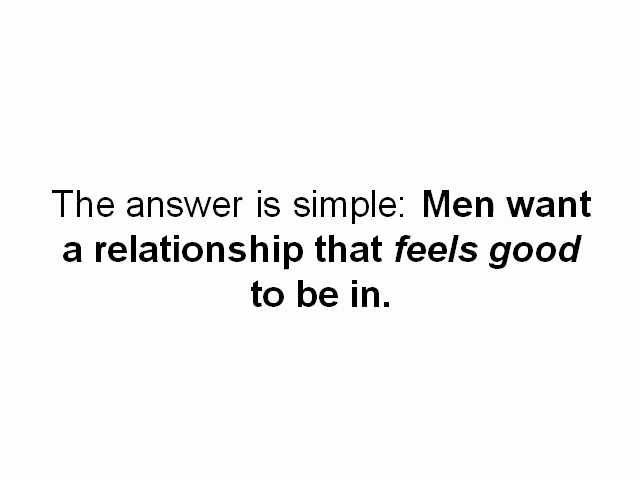 The answer is simple: Men want
a relationship that feels good
to be in.